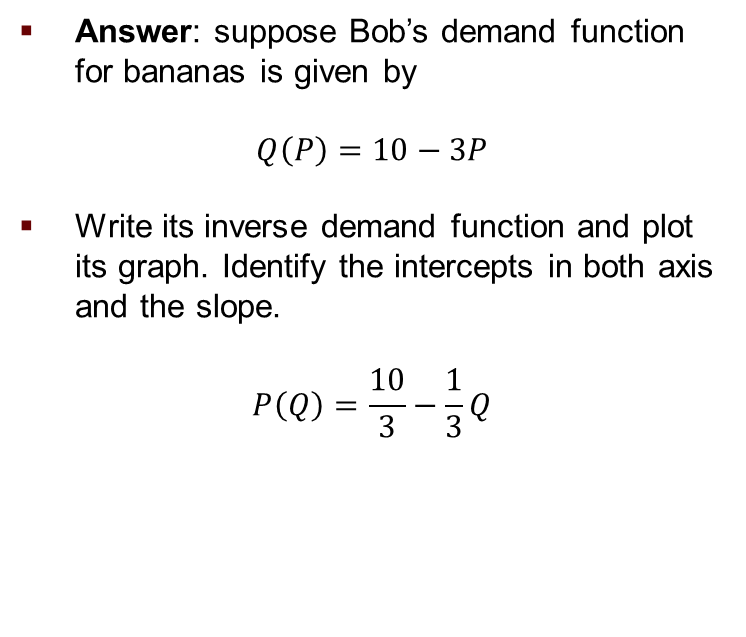 ▪ Answer: suppose Bob’s demand function
for bananas is given by
Q(P) = 10 − 3P
▪ Write its inverse demand function and plot
its graph. Identify the intercepts in both axis
and the slope.
P(Q) = 10/3 − 1/3 Q